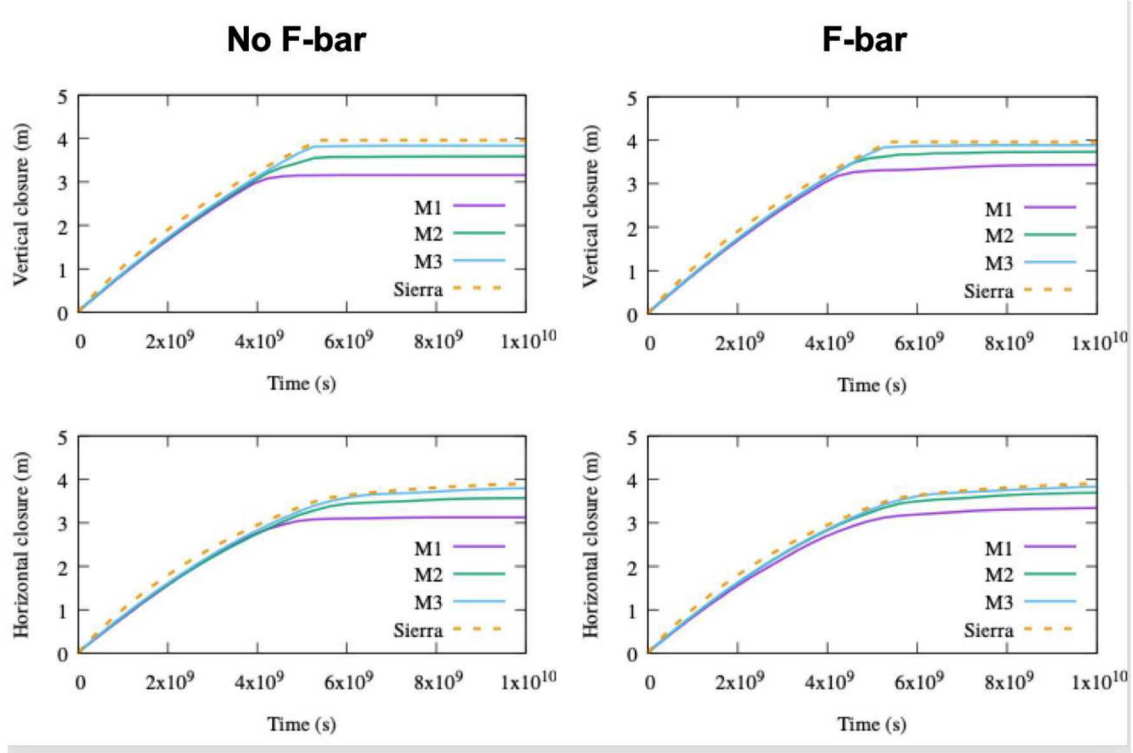 No F-bar
F-bar
Vertical closure (m)
5
4
3
2
1
0
M1
M2
M3
Sierra
0 2x10⁹ 4x10⁹ 6x10⁹ 8x10⁹ 1x10¹⁰
Time (s)
Vertical closure (m)
5
4
3
2
1
0
M1
M2
M3
Sierra
0 2x10⁹ 4x10⁹ 6x10⁹ 8x10⁹ 1x10¹⁰
Time (s)
Horizontal closure (m)
5
4
3
2
1
0
M1
M2
M3
Sierra
0 2x10⁹ 4x10⁹ 6x10⁹ 8x10⁹ 1x10¹⁰
Time (s)
Horizontal closure (m)
5
4
3
2
1
0
M1
M2
M3
Sierra
0 2x10⁹ 4x10⁹ 6x10⁹ 8x10⁹ 1x10¹⁰
Time (s)